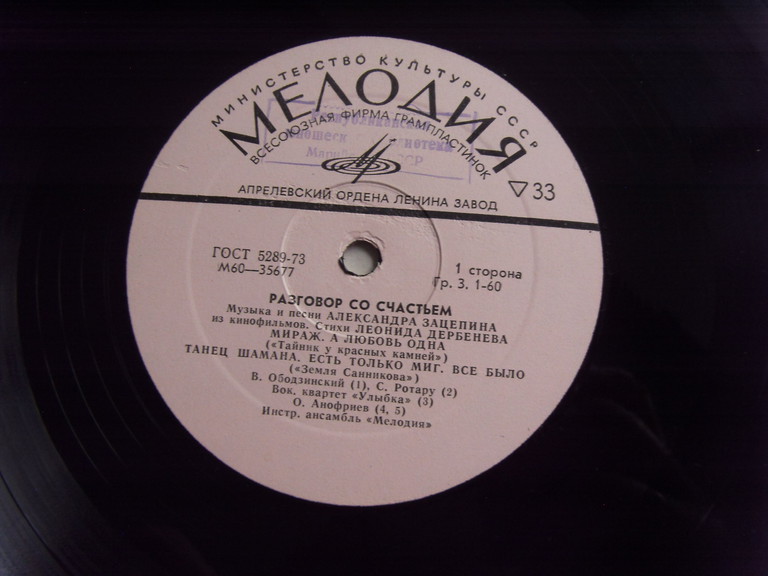 МИНИСТЕРСТВО КУЛЬТУРЫ СССР
МЕЛОДИЯ
ВСЕСОЮЗНАЯ ФИРМА ГРАМПЛАСТИНОК
33
АПРЕЛЕВСКИЙ ОРДЕНА ЛЕНИНА ЗАВОД
ГОСТ 5289-73
М60—35677
1 сторона
Гр. 3. 1-60
РАЗГОВОР СО СЧАСТЬЕМ
Музыка и песни АЛЕКСАНДРА ЗАЦЕПИНА
из кинофильмов. Стихи ЛЕОНИДА ДЕРБЕНЕВА
МИРАЖ. А ЛЮБОВЬ ОДНА
(«Тайник у красных камней»)
ТАНЕЦ ШАМАНА. ЕСТЬ ТОЛЬКО МИГ. ВСЕ БЫЛО
(«Земля Санникова»)
В. Ободзинский (1), С. Ротару (2)
Вок. квартет «Улыбка» (3)
О. Анофриев (4, 5)
Инстр. ансамбль «Мелодия»